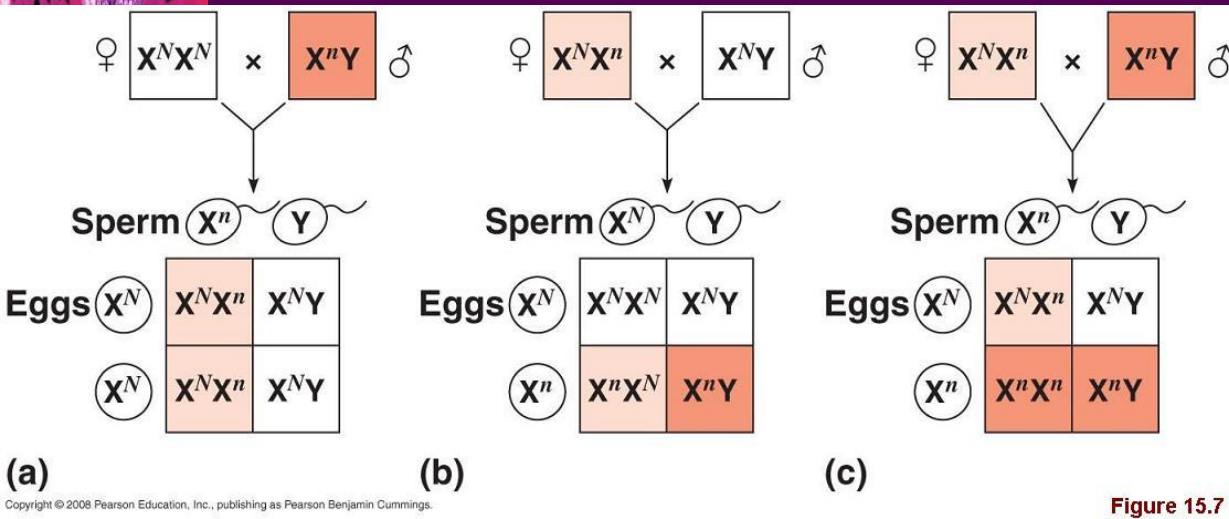 ♀ XᴺXᴺ × XⁿY ♂
Sperm Xⁿ Y
Eggs Xᴺ XᴺXⁿ XᴺY
Xᴺ XᴺXⁿ XᴺY
(a)
♀ XᴺXⁿ × XᴺY ♂
Sperm Xᴺ Y
Eggs Xᴺ XᴺXᴺ XᴺY
Xⁿ XⁿXᴺ XⁿY
(b)
♀ XᴺXⁿ × XⁿY ♂
Sperm Xⁿ Y
Eggs Xᴺ XᴺXⁿ XᴺY
Xⁿ XⁿXⁿ XⁿY
(c)
Copyright © 2008 Pearson Education, Inc., publishing as Pearson Benjamin Cummings.
Figure 15.7